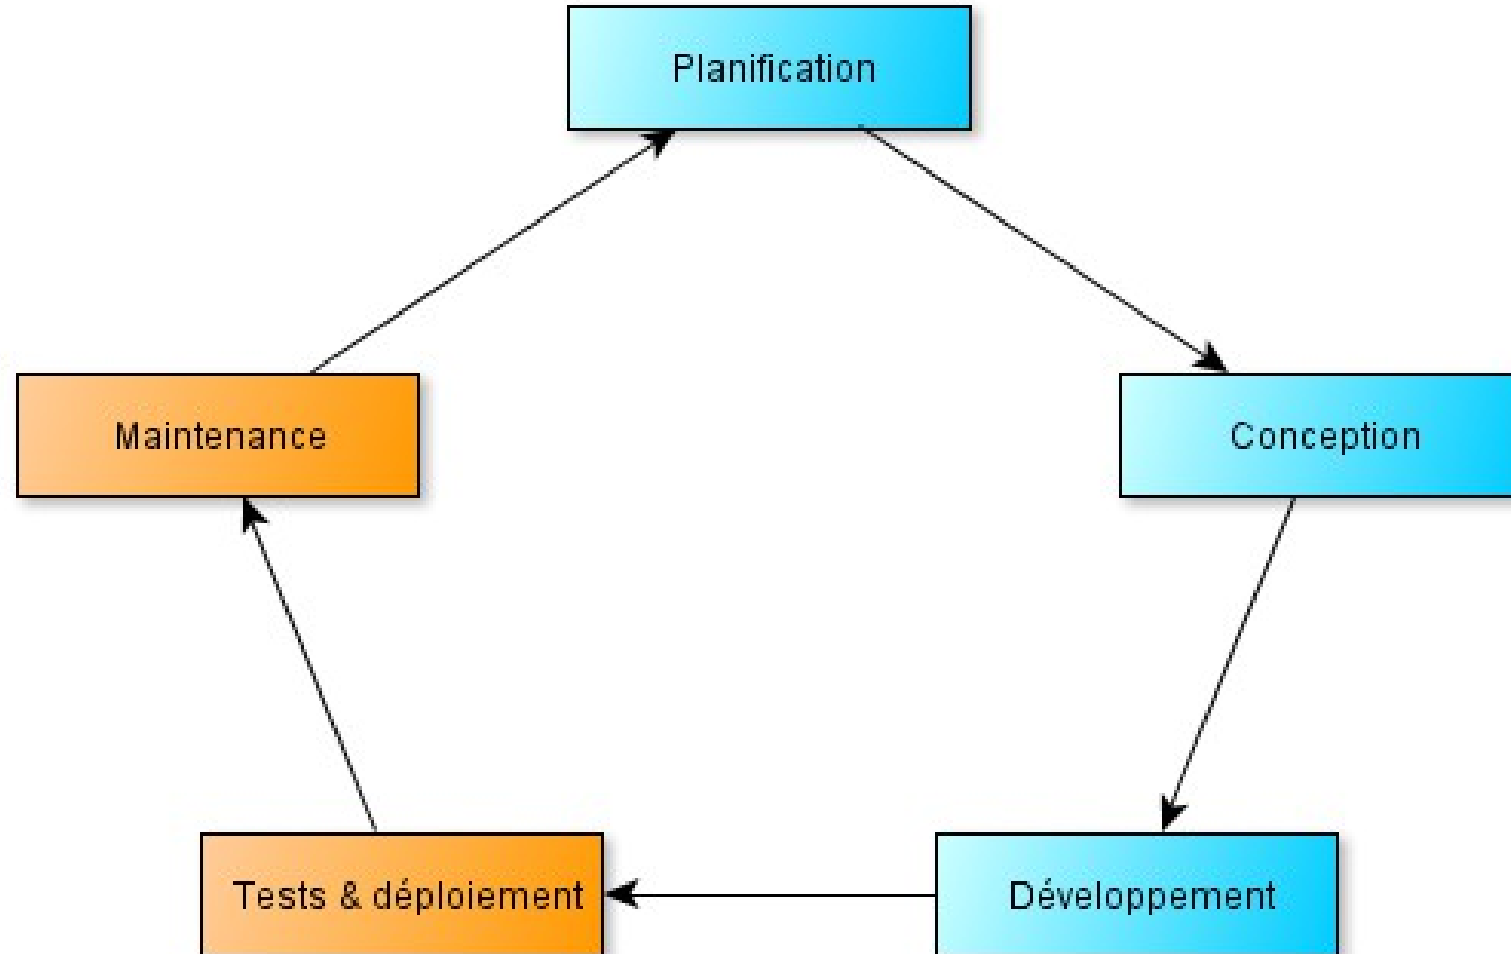 Planification
Maintenance
Conception
Tests & déploiement
Développement